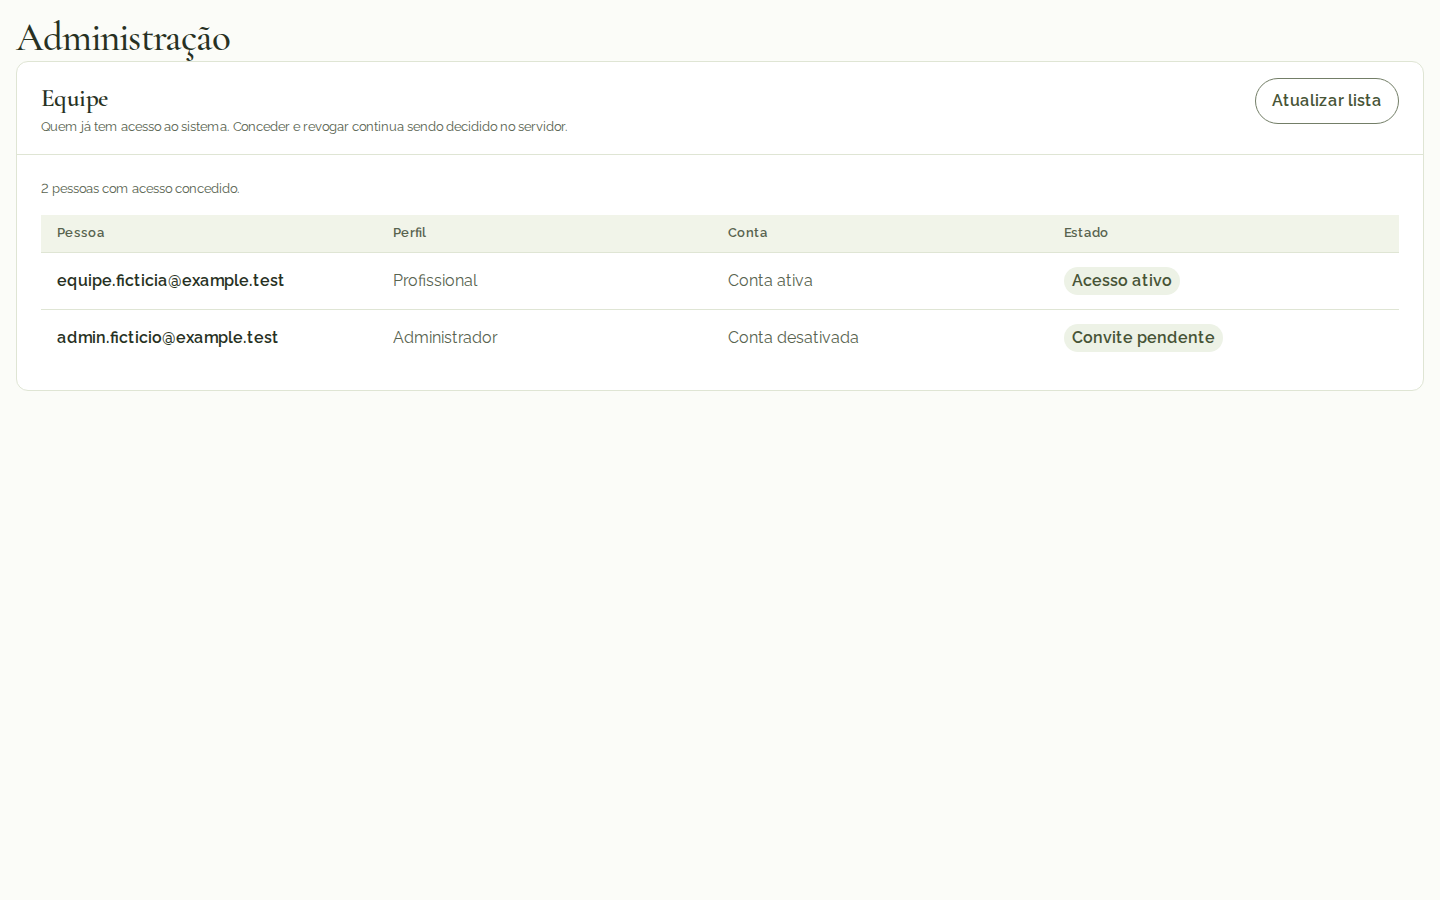 Administração
Equipe
Atualizar lista
Quem já tem acesso ao sistema. Conceder e revogar continua sendo decidido no servidor.
2 pessoas com acesso concedido.
Pessoa Perfil Conta Estado
equipe.ficticia@example.test Profissional Conta ativa Acesso ativo
admin.ficticio@example.test Administrador Conta desativada Convite pendente